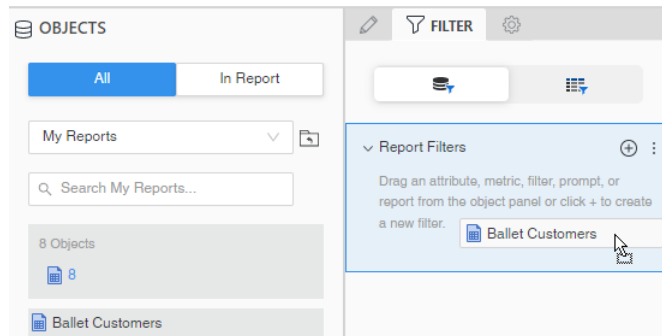 OBJECTS
All
In Report
My Reports
Search My Reports...
8 Objects
8
Ballet Customers
FILTER
Report Filters
Drag an attribute, metric, filter, prompt, or
report from the object panel or click + to create
a new filter.
Ballet Customers